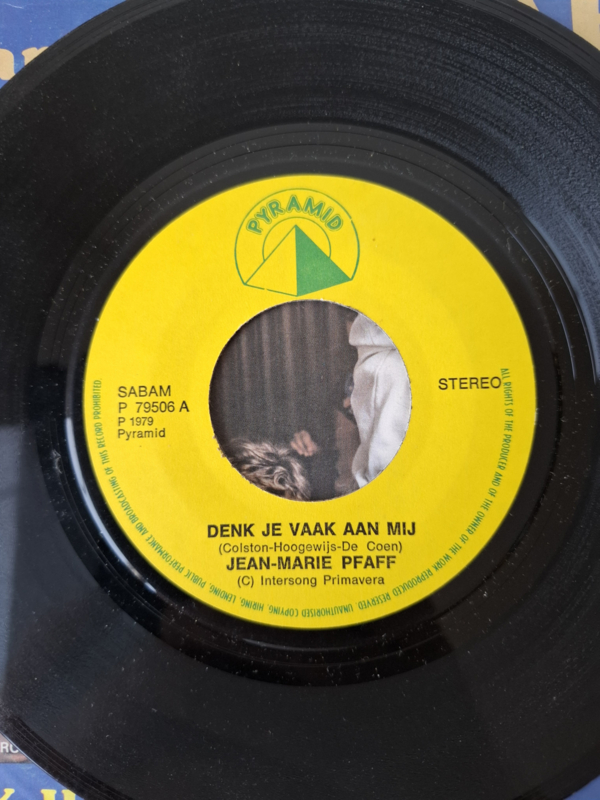 PYRAMID
SABAM
P 79506 A
P 1979
Pyramid
STEREO
DENK JE VAAK AAN MIJ
(Colston-Hoogewijs-De Coen)
JEAN-MARIE PFAFF
(C) Intersong Primavera
ALL RIGHTS OF THE PRODUCER AND OF THE OWNER OF THE WORK REPRODUCED RESERVED. UNAUTHORISED COPYING, HIRING, LENDING, PUBLIC PERFORMANCE AND BROADCASTING OF THIS RECORD PROHIBITED.